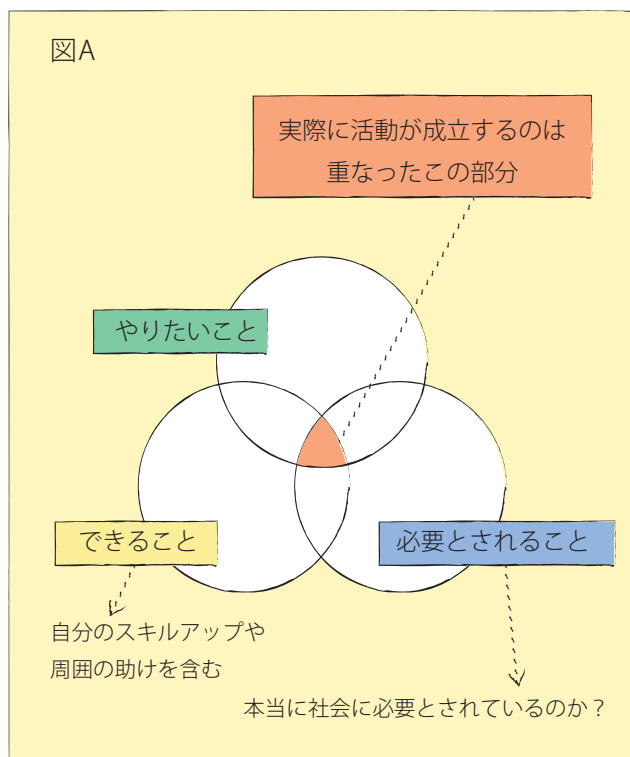 図A
実際に活動が成立するのは
重なったこの部分
やりたいこと
できること
必要とされること
自分のスキルアップや
周囲の助けを含む
本当に社会に必要とされているのか？